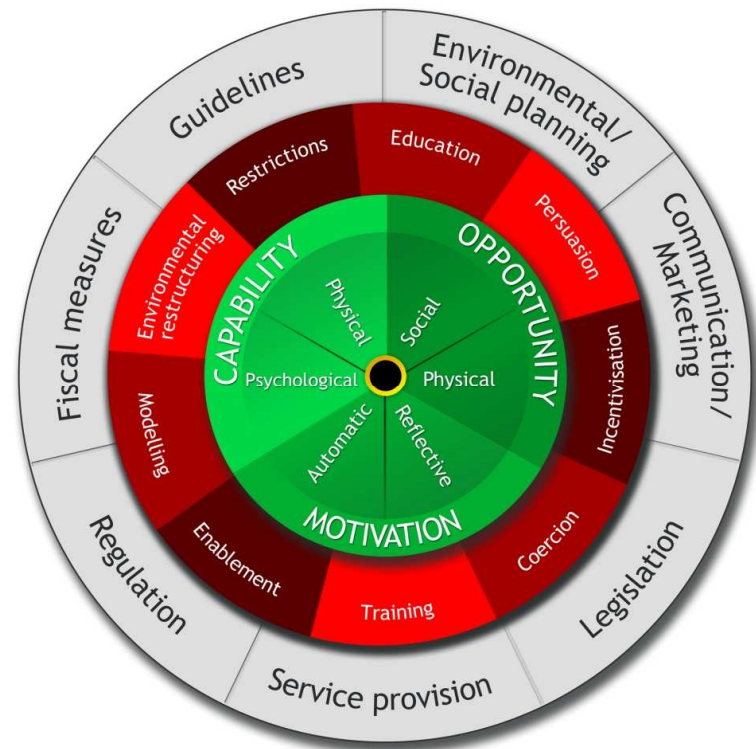 Guidelines
Environmental/
Social planning
Communication/
Marketing
Legislation
Service provision
Regulation
Fiscal measures
Restrictions
Education
Persuasion
Incentivisation
Coercion
Training
Enablement
Modelling
Environmental
restructuring
CAPABILITY
OPPORTUNITY
MOTIVATION
Physical
Social
Psychological
Physical
Automatic
Reflective